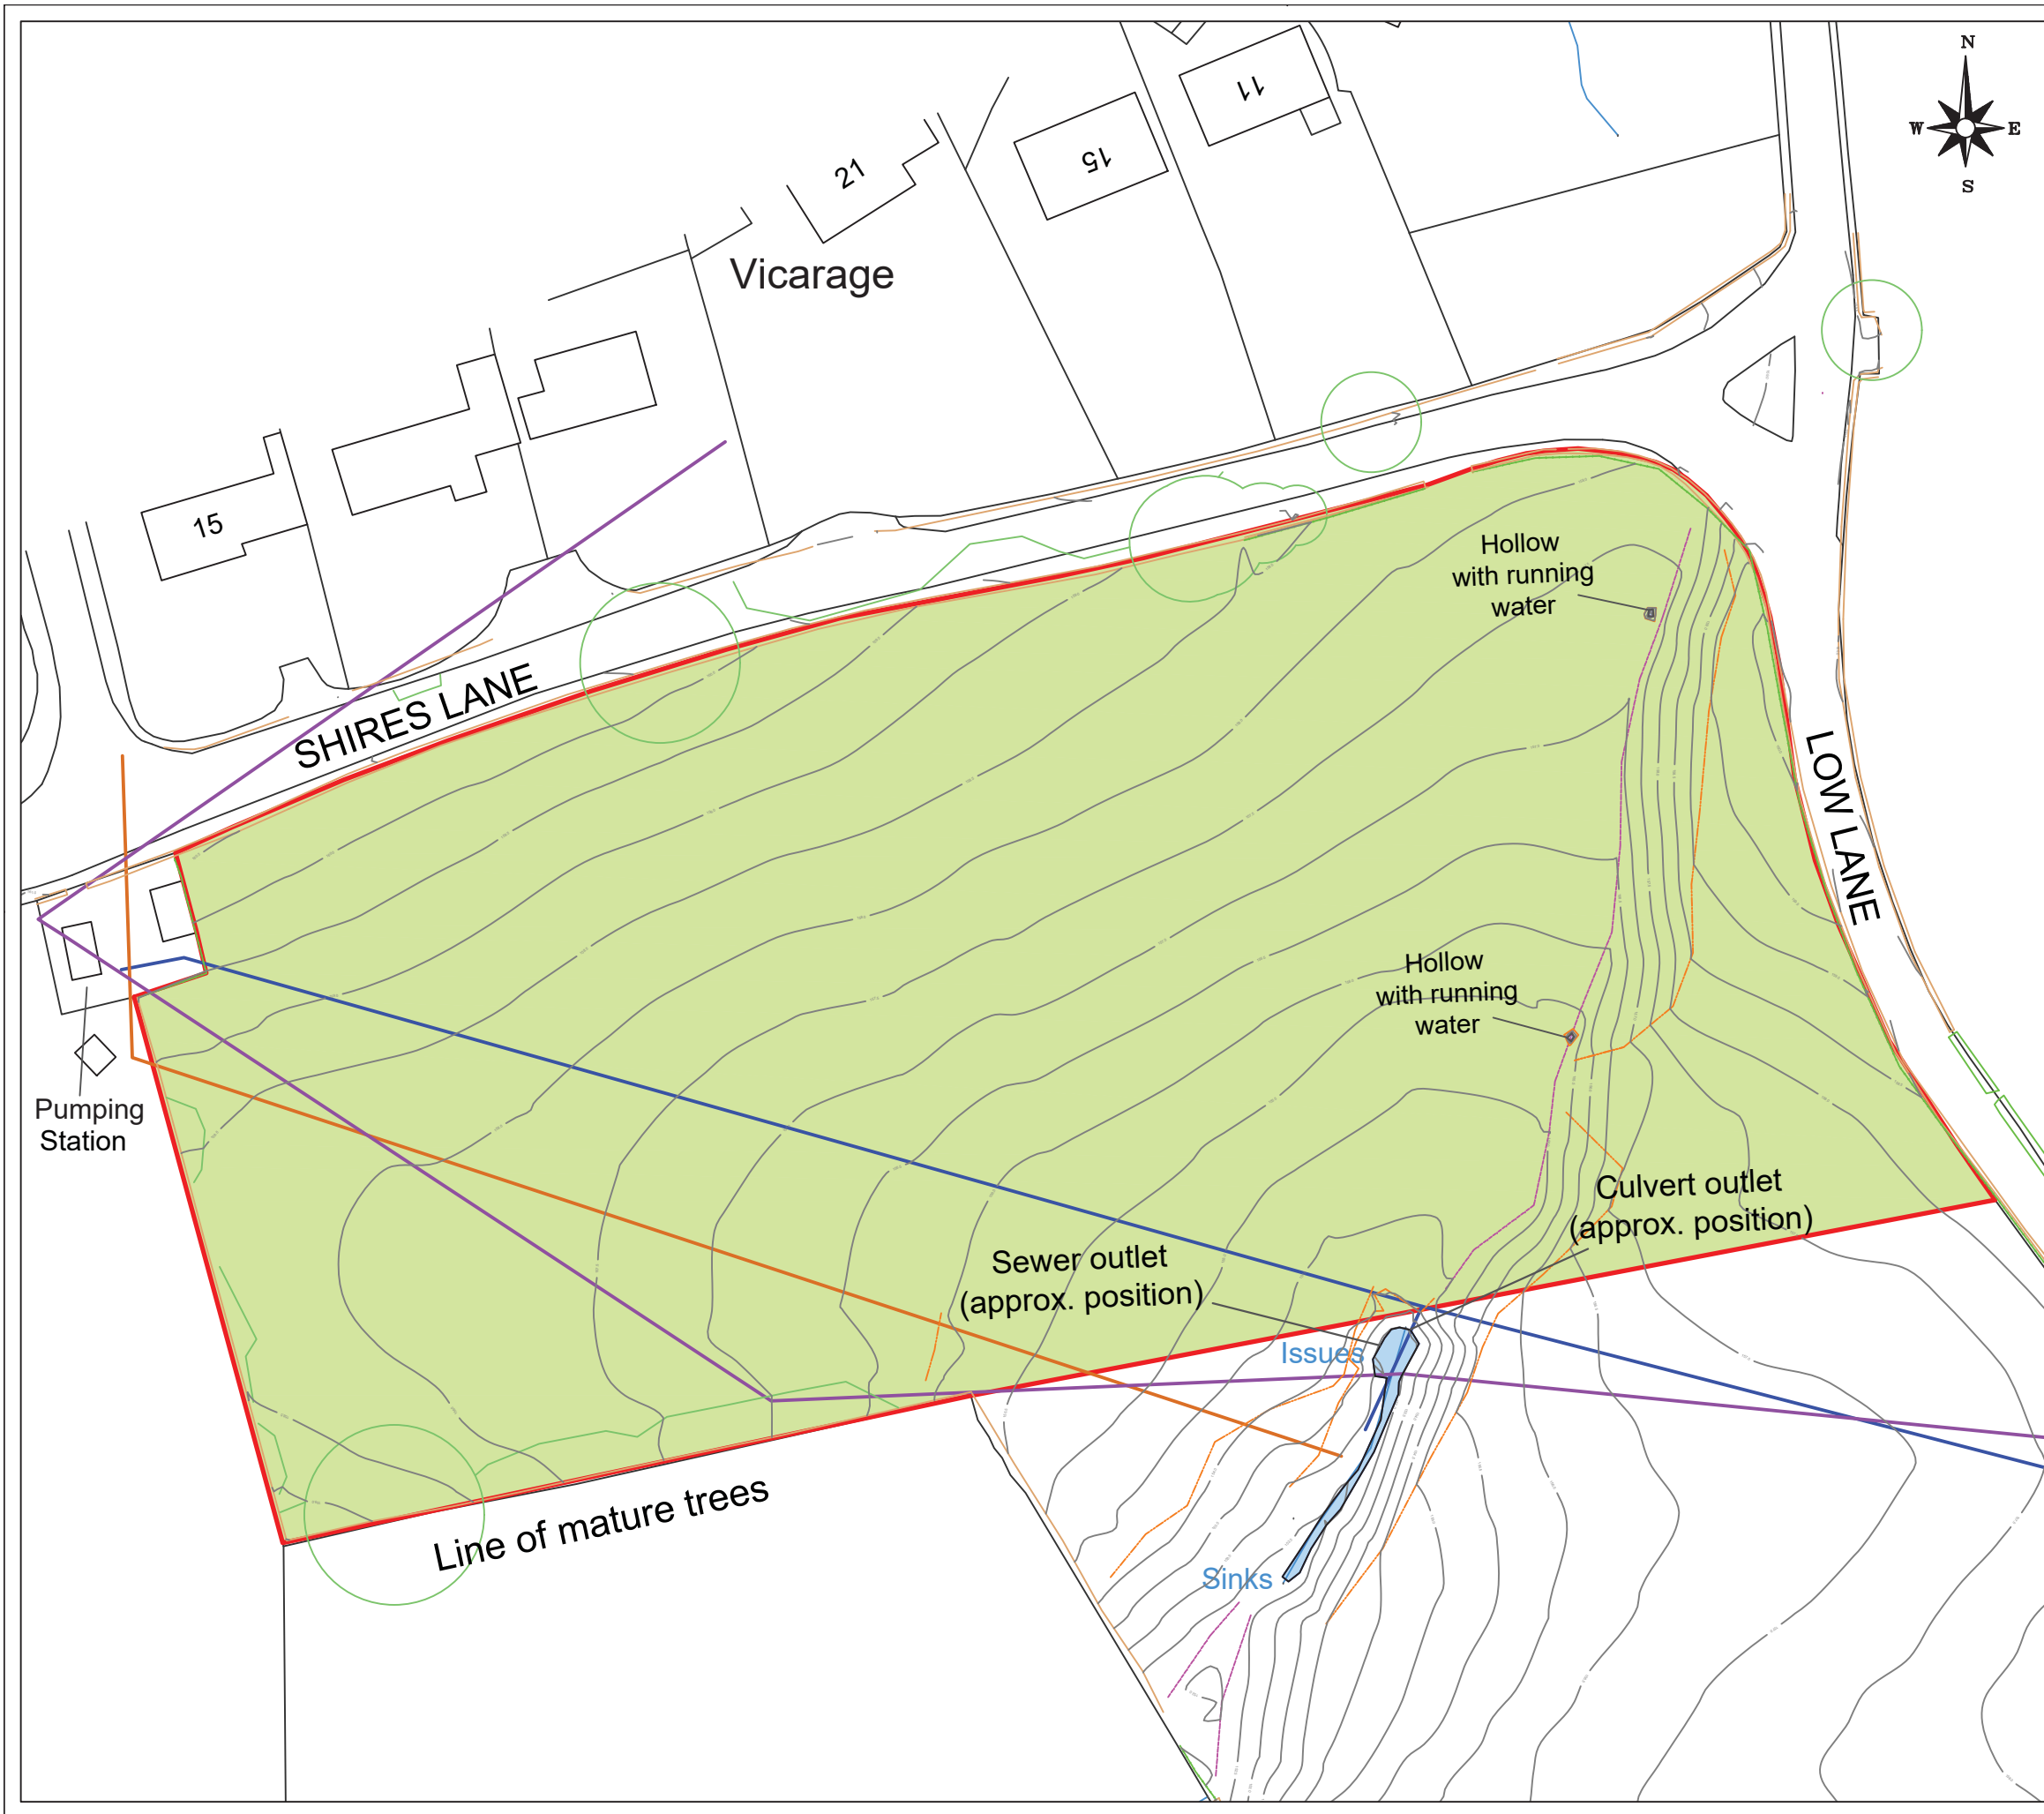 N
W
E
S
11
15
21
Vicarage
15
Hollow
with running
water
SHIRES LANE
LOW LANE
Hollow
with running
water
Pumping
Station
Culvert outlet
(approx. position)
Sewer outlet
(approx. position)
Issues
Line of mature trees
Sinks